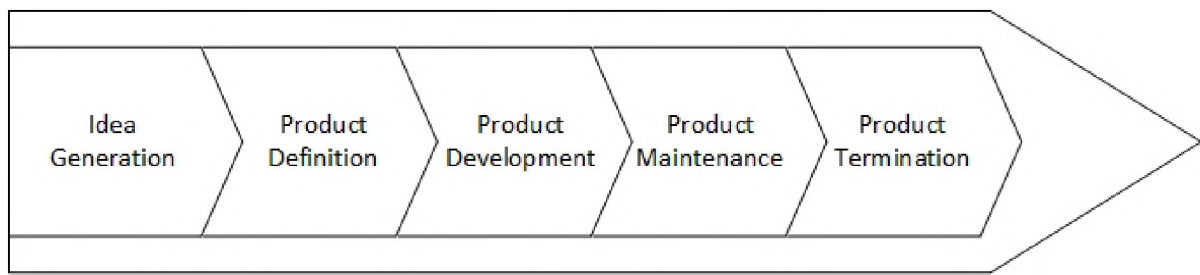 Idea
Generation
Product
Definition
Product
Development
Product
Maintenance
Product
Termination